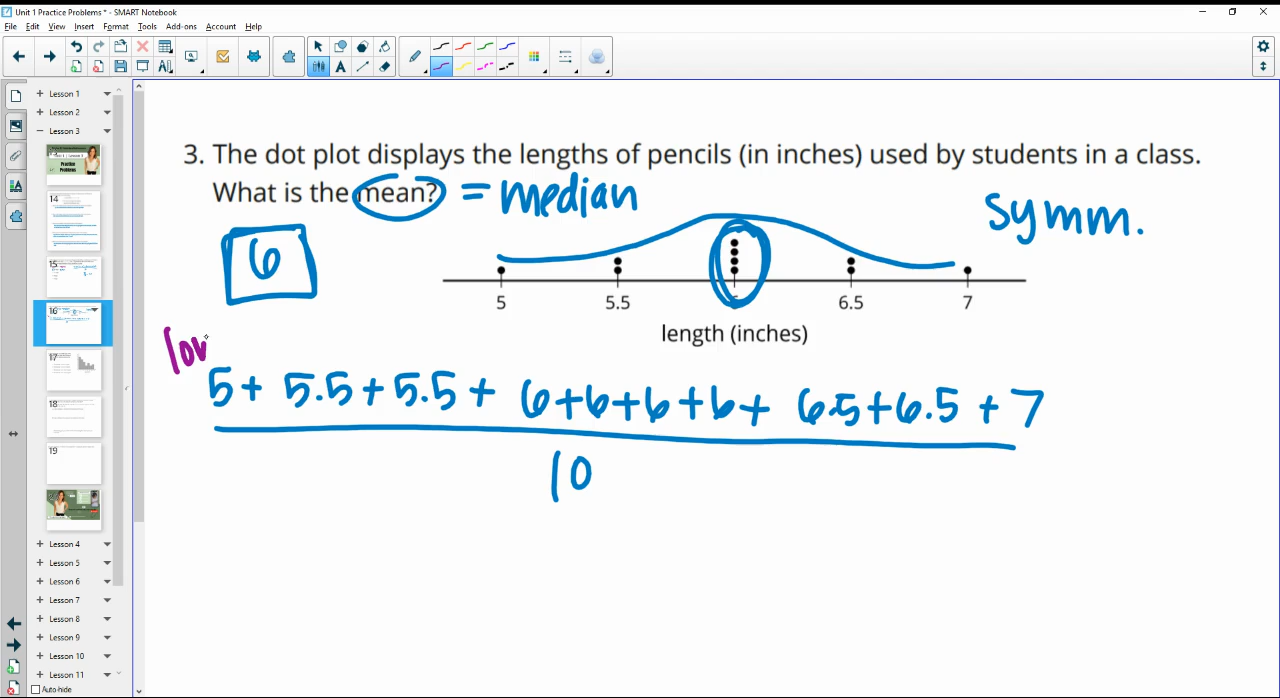 Unit 1 Practice Problems * - SMART Notebook
File Edit View Insert Format Tools Add-ons Account Help
Lesson 1
Lesson 2
Lesson 3
14
15
16
17
18
19
Lesson 4
Lesson 5
Lesson 6
Lesson 7
Lesson 8
Lesson 9
Lesson 10
Lesson 11
Auto-hide
3. The dot plot displays the lengths of pencils (in inches) used by students in a class.
What is the mean? = median
symm.
6
5 5.5 6 6.5 7
length (inches)
low
5 + 5.5 + 5.5 + 6 + 6 + 6 + 6 + 6.5 + 6.5 + 7
10